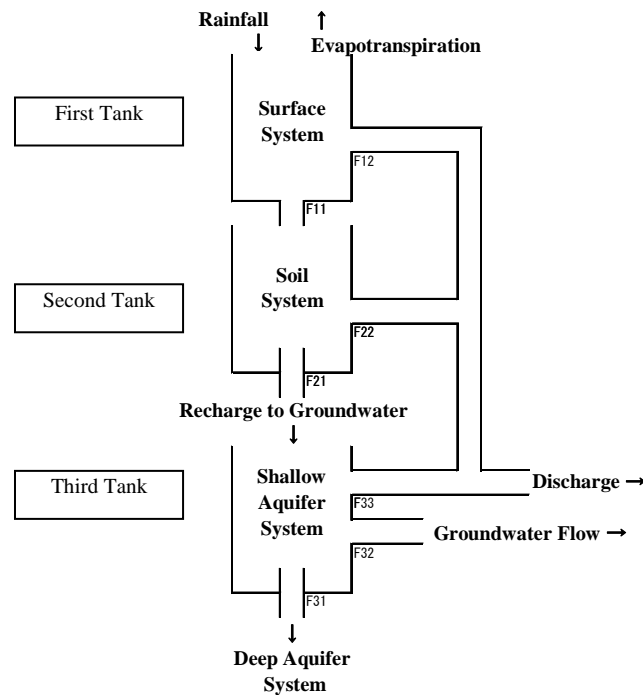 Rainfall
↑
↓
Evapotranspiration
First Tank
Surface
System
F12
F11
Second Tank
Soil
System
F22
F21
Recharge to Groundwater
↓
Third Tank
Shallow
Aquifer
System
Discharge →
F33
Groundwater Flow →
F32
F31
↓
Deep Aquifer
System